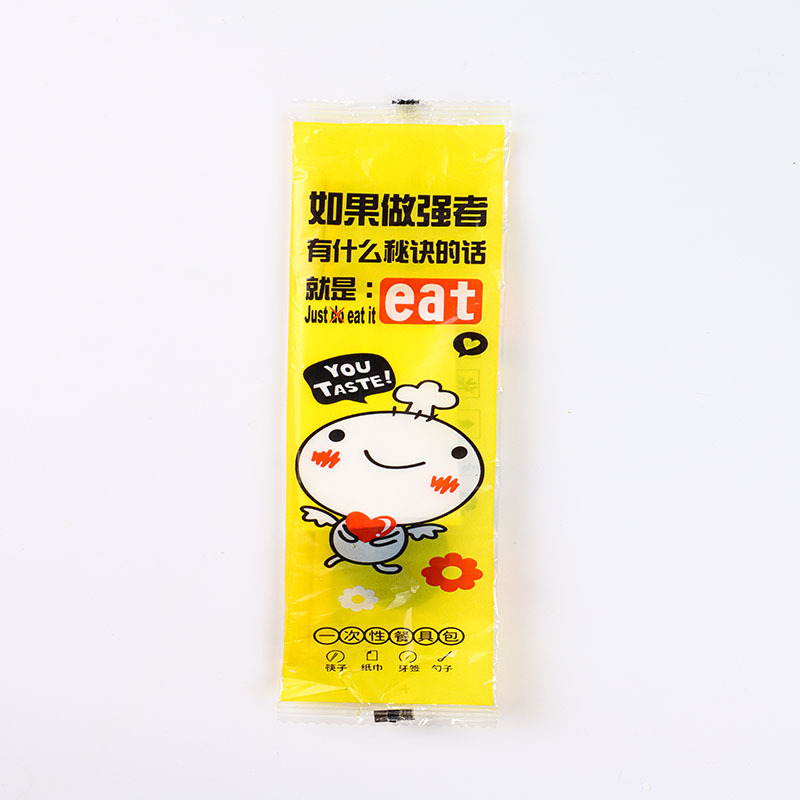 如果做强者
有什么秘诀的话
就是：eat
Just do eat it
YOU
TASTE!
一次性餐具包
筷子 纸巾 牙签 勺子